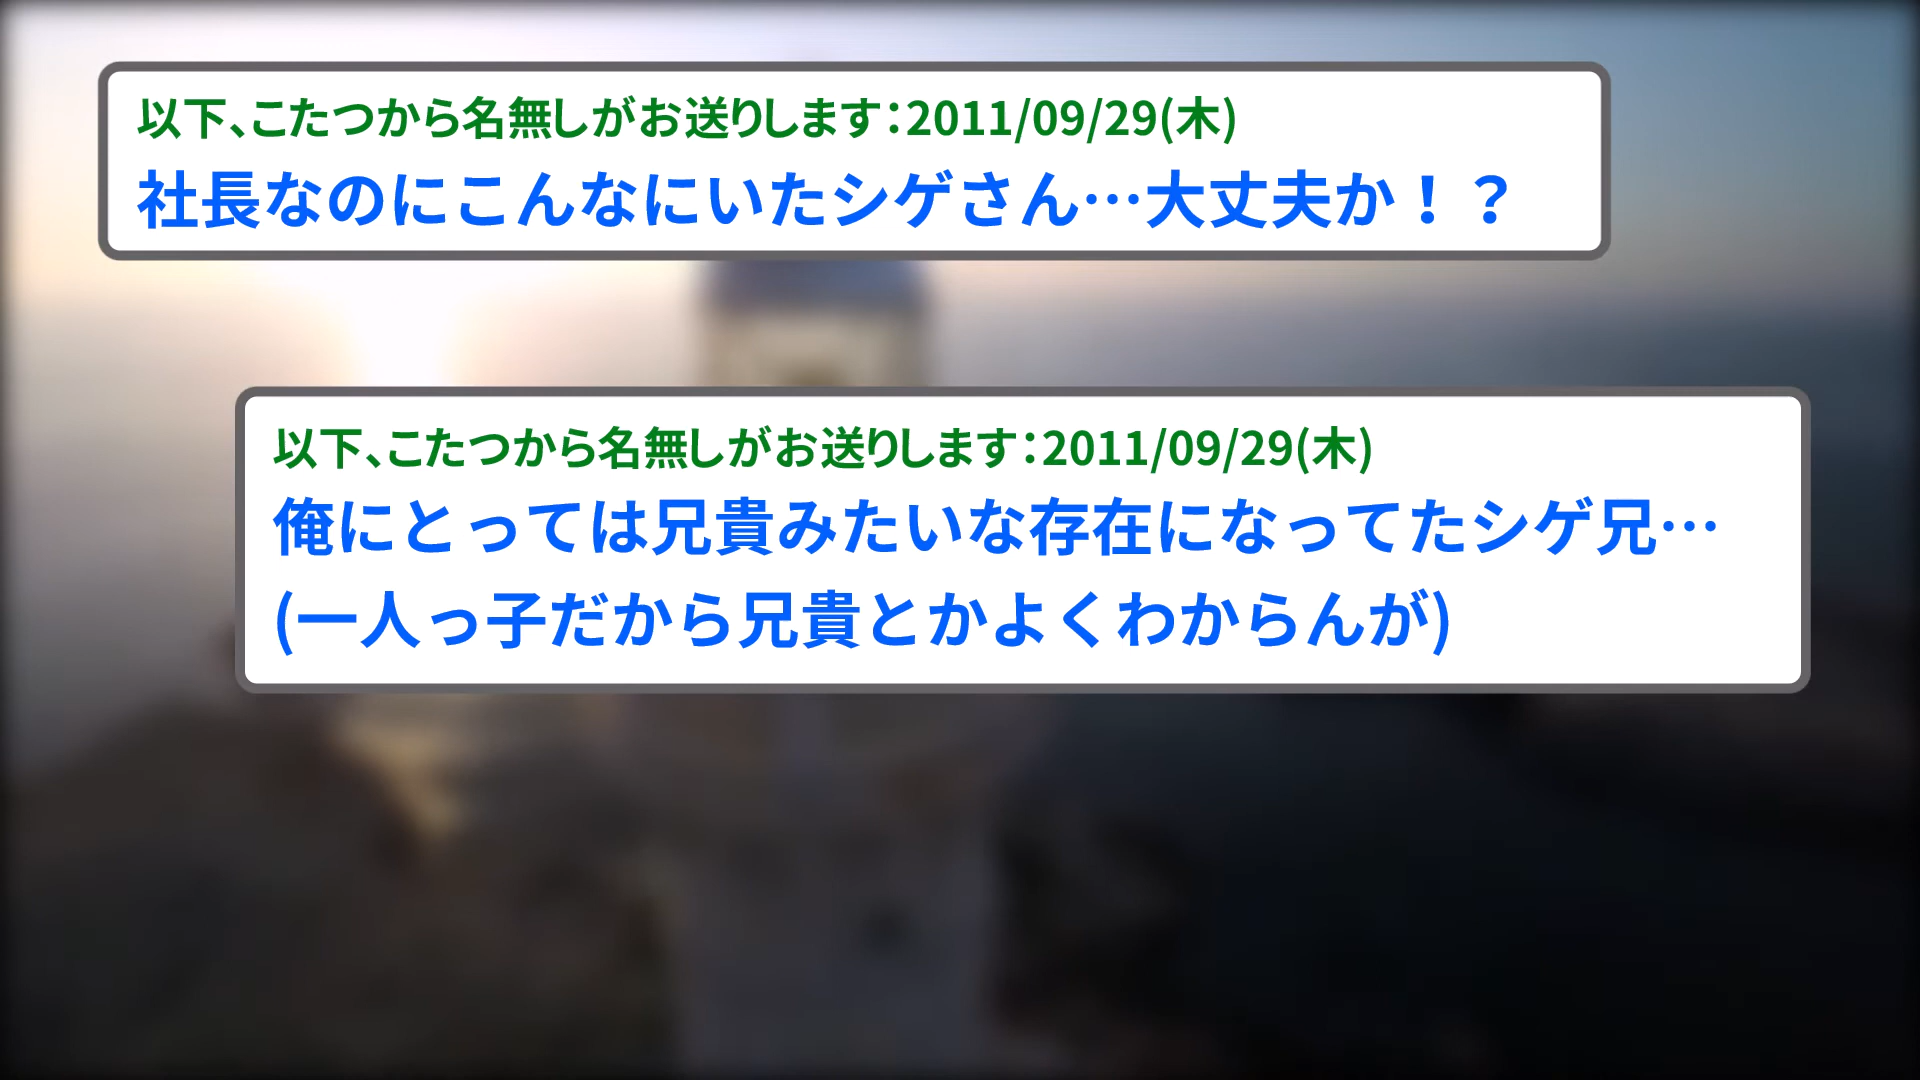 以下、こたつから名無しがお送りします：2011/09/29(木)
社長なのにこんなにいたシゲさん…大丈夫か！？
以下、こたつから名無しがお送りします：2011/09/29(木)
俺にとっては兄貴みたいな存在になってたシゲ兄…
(一人っ子だから兄貴とかよくわからんが)